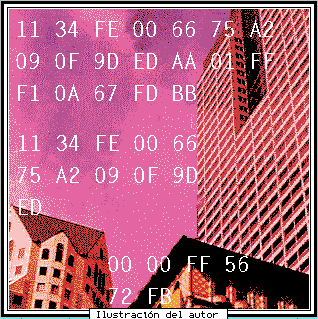 11 34 FE 00 66 75 A2
09 0F 9D ED AA 01 FF
F1 0A 67 FD BB
11 34 FE 00 66
75 A2 09 0F 9D
ED
00 00 FF 56
72 FB
Ilustración del autor